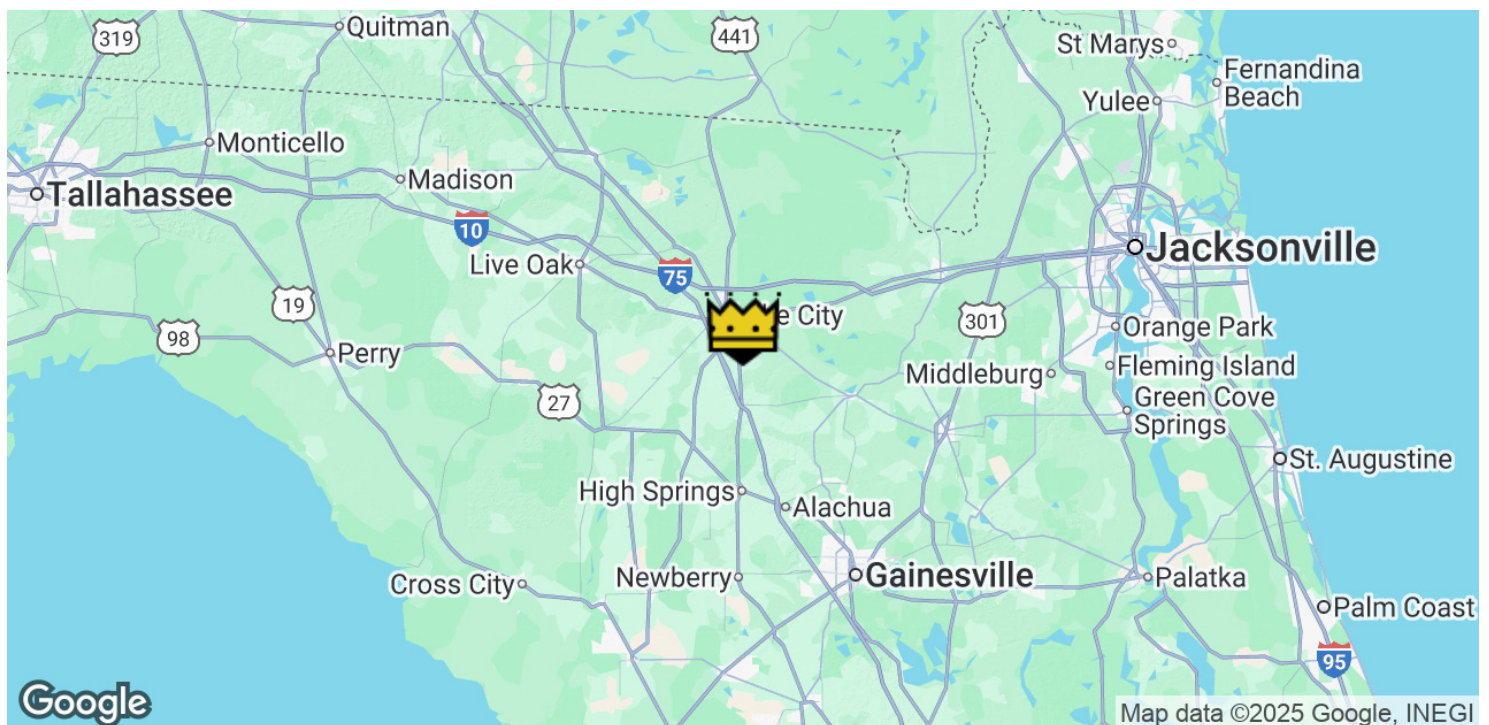 319
Quitman
441
St Marys
Fernandina
Beach
Yulee
Monticello
Madison
Tallahassee
10
Live Oak
75
Jacksonville
19
98
Perry
e City
301
Orange Park
Fleming Island
Middleburg
27
Green Cove
Springs
St. Augustine
High Springs
Alachua
Cross City
Newberry
Gainesville
Palatka
Palm Coast
95
Google
Map data ©2025 Google, INEGI